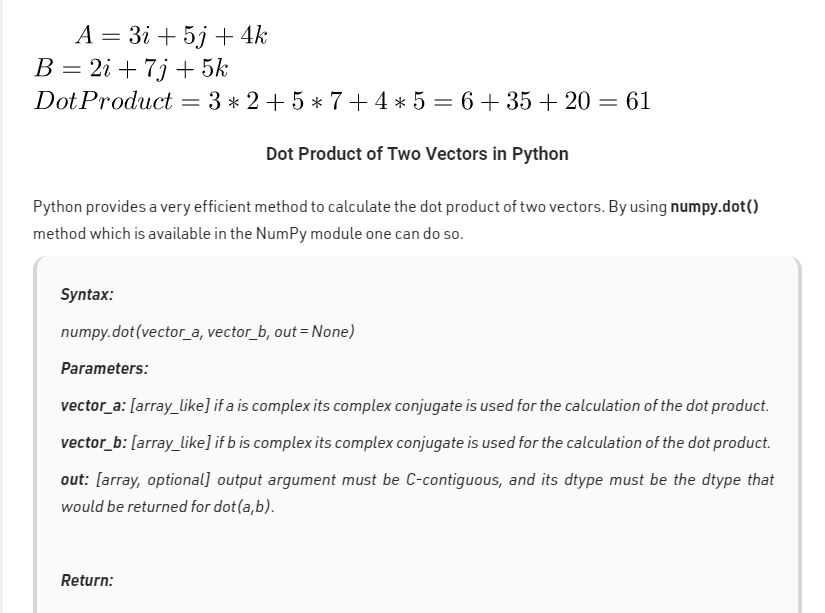 A = 3i + 5j + 4k
B = 2i + 7j + 5k
DotProduct = 3 * 2 + 5 * 7 + 4 * 5 = 6 + 35 + 20 = 61
Dot Product of Two Vectors in Python
Python provides a very efficient method to calculate the dot product of two vectors. By using numpy.dot()
method which is available in the NumPy module one can do so.
Syntax:
numpy.dot(vector_a, vector_b, out = None)
Parameters:
vector_a: [array_like] if a is complex its complex conjugate is used for the calculation of the dot product.
vector_b: [array_like] if b is complex its complex conjugate is used for the calculation of the dot product.
out: [array, optional] output argument must be C-contiguous, and its dtype must be the dtype that
would be returned for dot(a,b).
Return: